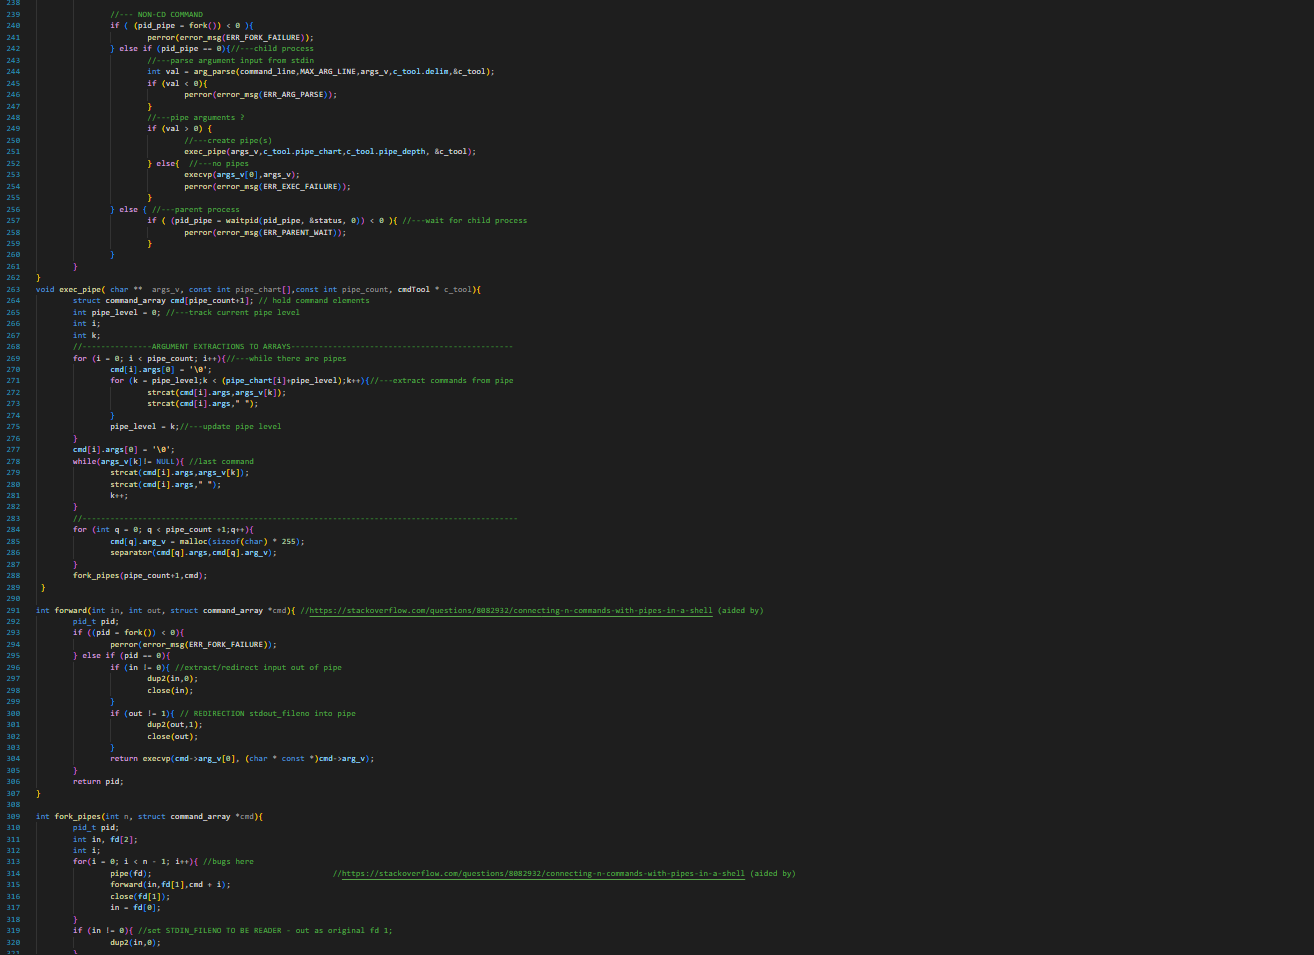 238
239 //--- NON-CD COMMAND
240 if ( (pid_pipe = fork()) < 0 ){
241 perror(error_msg(ERR_FORK_FAILURE));
242 } else if (pid_pipe == 0){//---child process
243 //---parse argument input from stdin
244 int val = arg_parse(command_line,MAX_ARG_LINE,args_v,c_tool.delim,&c_tool);
245 if (val < 0){
246 perror(error_msg(ERR_ARG_PARSE));
247 }
248 //---pipe arguments ?
249 if (val > 0) {
250 //---create pipe(s)
251 exec_pipe(args_v,c_tool.pipe_chart,c_tool.pipe_depth, &c_tool);
252 } else{ //---no pipes
253 execvp(args_v[0],args_v);
254 perror(error_msg(ERR_EXEC_FAILURE));
255 }
256 } else { //---parent process
257 if ( (pid_pipe = waitpid(pid_pipe, &status, 0)) < 0 ){ //---wait for child process
258 perror(error_msg(ERR_PARENT_WAIT));
259 }
260 }
261 }
262 }
263 void exec_pipe( char ** args_v, const int pipe_chart[],const int pipe_count, cmdTool * c_tool){
264 struct command_array cmd[pipe_count+1]; // hold command elements
265 int pipe_level = 0; //---track current pipe level
266 int i;
267 int k;
268 //---------------ARGUMENT EXTRACTIONS TO ARRAYS------------------------------------------------
269 for (i = 0; i < pipe_count; i++){//---while there are pipes
270 cmd[i].args[0] = '\0';
271 for (k = pipe_level;k < (pipe_chart[i]+pipe_level);k++){//---extract commands from pipe
272 strcat(cmd[i].args,args_v[k]);
273 strcat(cmd[i].args," ");
274 }
275 pipe_level = k;//---update pipe level
276 }
277 cmd[i].args[0] = '\0';
278 while(args_v[k]!= NULL){ //last command
279 strcat(cmd[i].args,args_v[k]);
280 strcat(cmd[i].args," ");
281 k++;
282 }
283 //----------------------------------------------------------------------------------------------
284 for (int q = 0; q < pipe_count +1;q++){
285 cmd[q].arg_v = malloc(sizeof(char) * 255);
286 separator(cmd[q].args,cmd[q].arg_v);
287 }
288 fork_pipes(pipe_count+1,cmd);
289 }
290
291 int forward(int in, int out, struct command_array *cmd){ //https://stackoverflow.com/questions/8082932/connecting-n-commands-with-pipes-in-a-shell (aided by)
292 pid_t pid;
293 if ((pid = fork()) < 0){
294 perror(error_msg(ERR_FORK_FAILURE));
295 } else if (pid == 0){
296 if (in != 0){ //extract/redirect input out of pipe
297 dup2(in,0);
298 close(in);
299 }
300 if (out != 1){ // REDIRECTION stdout_fileno into pipe
301 dup2(out,1);
302 close(out);
303 }
304 return execvp(cmd->arg_v[0], (char * const *)cmd->arg_v);
305 }
306 return pid;
307 }
308
309 int fork_pipes(int n, struct command_array *cmd){
310 pid_t pid;
311 int in, fd[2];
312 int i;
313 for(i = 0; i < n - 1; i++){ //bugs here
314 pipe(fd); //https://stackoverflow.com/questions/8082932/connecting-n-commands-with-pipes-in-a-shell (aided by)
315 forward(in,fd[1],cmd + i);
316 close(fd[1]);
317 in = fd[0];
318 }
319 if (in != 0){ //set STDIN_FILENO TO BE READER - out as original fd 1;
320 dup2(in,0);
321 }